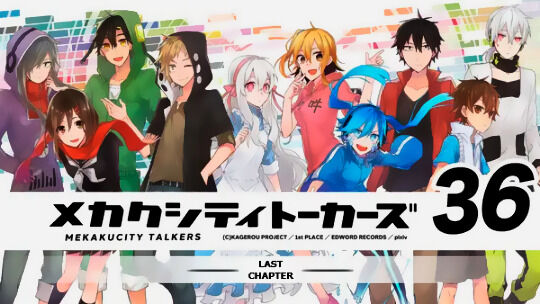 メカクシティトーカーズ 36
MEKAKUCITY TALKERS (C)KAGEROU PROJECT / 1st PLACE / EDWORD RECORDS / pixiv
LAST
CHAPTER